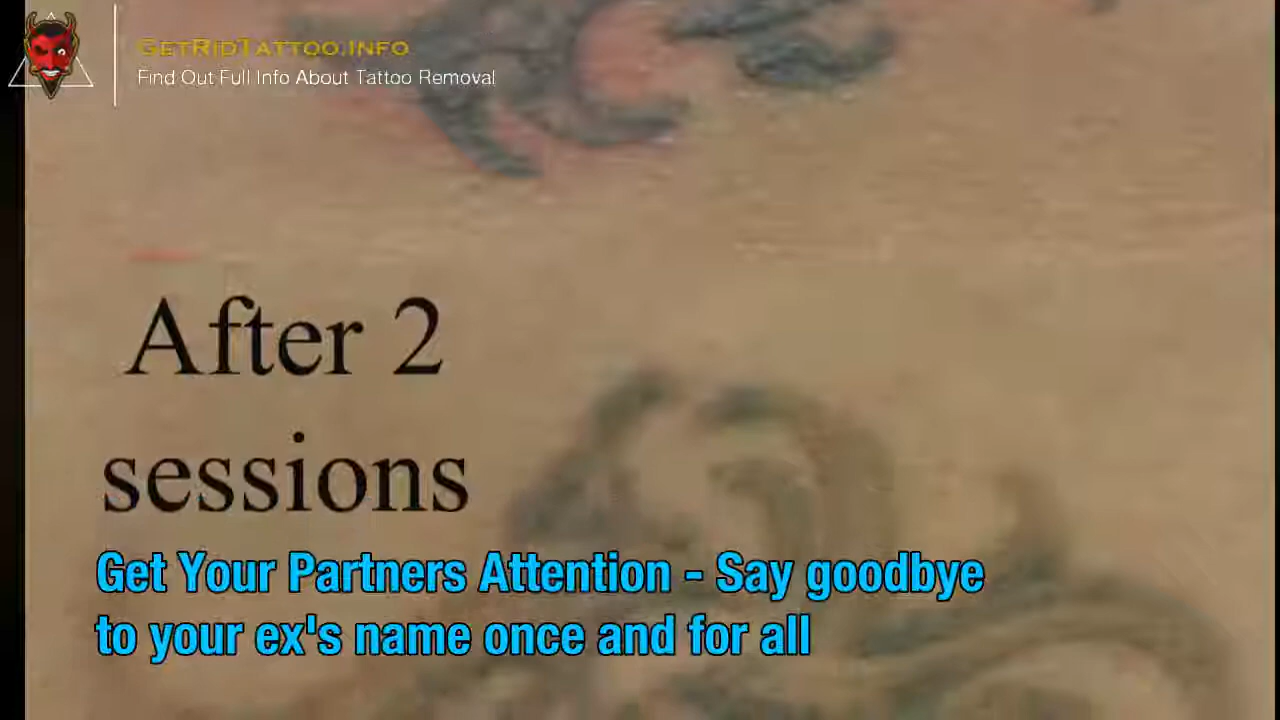 GetRidTattoo.Info
Find Out Full Info About Tattoo Removal
After 2
sessions
Get Your Partners Attention - Say goodbye
to your ex's name once and for all